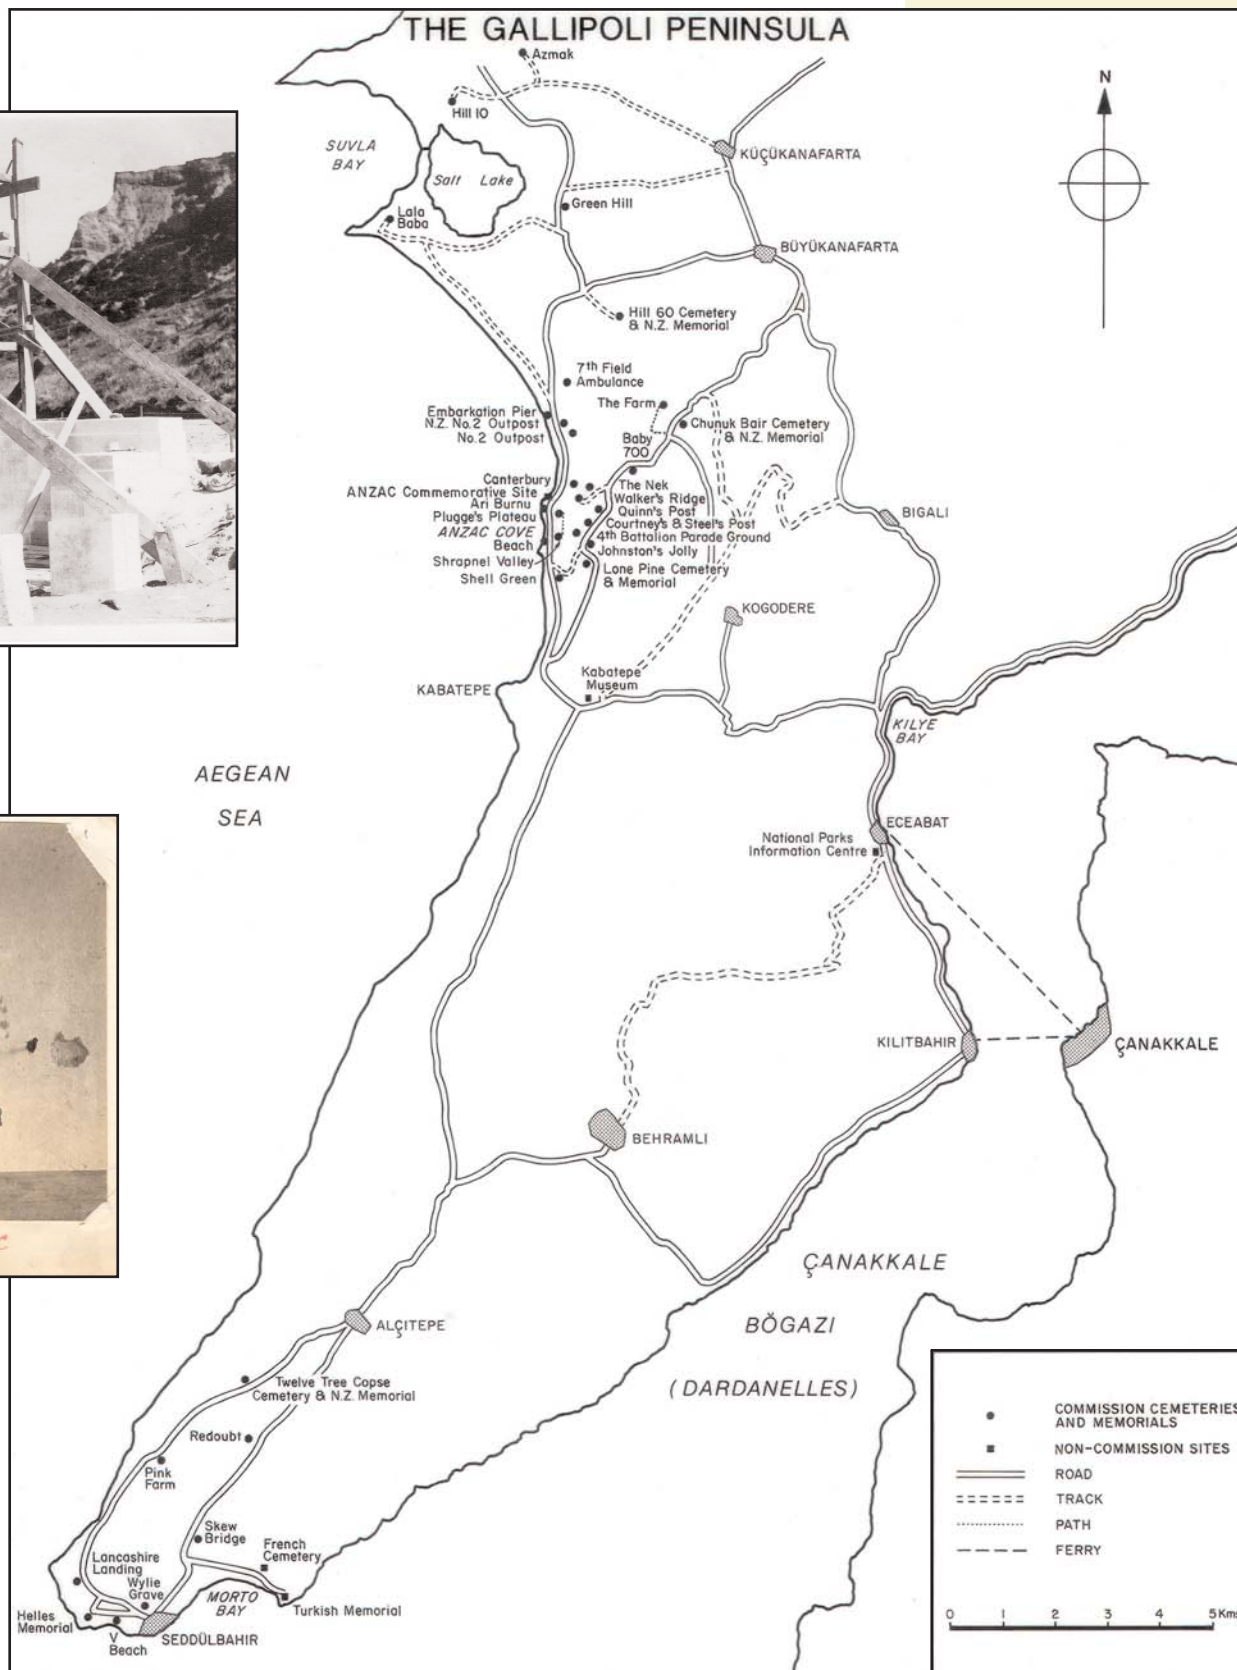 THE GALLIPOLI PENINSULA
Azmak
Hill 10
N
SUVLA
BAY
Salt Lake
KÜÇÜKANAFARTA
Lala
Baba
Green Hill
BÜYÜKANAFARTA
Hill 60 Cemetery
& N.Z. Memorial
7th Field
Ambulance
The Farm
Embarkation Pier
N.Z. No.2 Outpost
No.2 Outpost
Chunuk Bair Cemetery
& N.Z. Memorial
Baby
700
Canterbury
The Nek
ANZAC Commemorative Site
Walker's Ridge
Ari Burnu
Quinn's Post
Plugge's Plateau
Courtney's & Steel's Post
ANZAC COVE
4th Battalion Parade Ground
Beach
Johnston's Jolly
Shrapnel Valley
Lone Pine Cemetery
& Memorial
Shell Green
BIGALI
KOGODERE
Kabatepe
Museum
KABATEPE
KILYE
BAY
AEGEAN
SEA
ECEABAT
National Parks
Information Centre
KILITBAHIR
ÇANAKKALE
BEHRAMLI
ÇANAKKALE
BŎGAZI
(DARDANELLES)
ALÇITEPE
Twelve Tree Copse
Cemetery & N.Z. Memorial
Redoubt
Pink
Farm
Skew
Bridge
French
Cemetery
Lancashire
Landing
Wylie
Grave
MORTO
BAY
Turkish Memorial
Helles
Memorial
V
Beach
SEDDÜLBAHIR
COMMISSION CEMETERIES
AND MEMORIALS
NON-COMMISSION SITES
ROAD
TRACK
PATH
FERRY
0 1 2 3 4 5 Kms